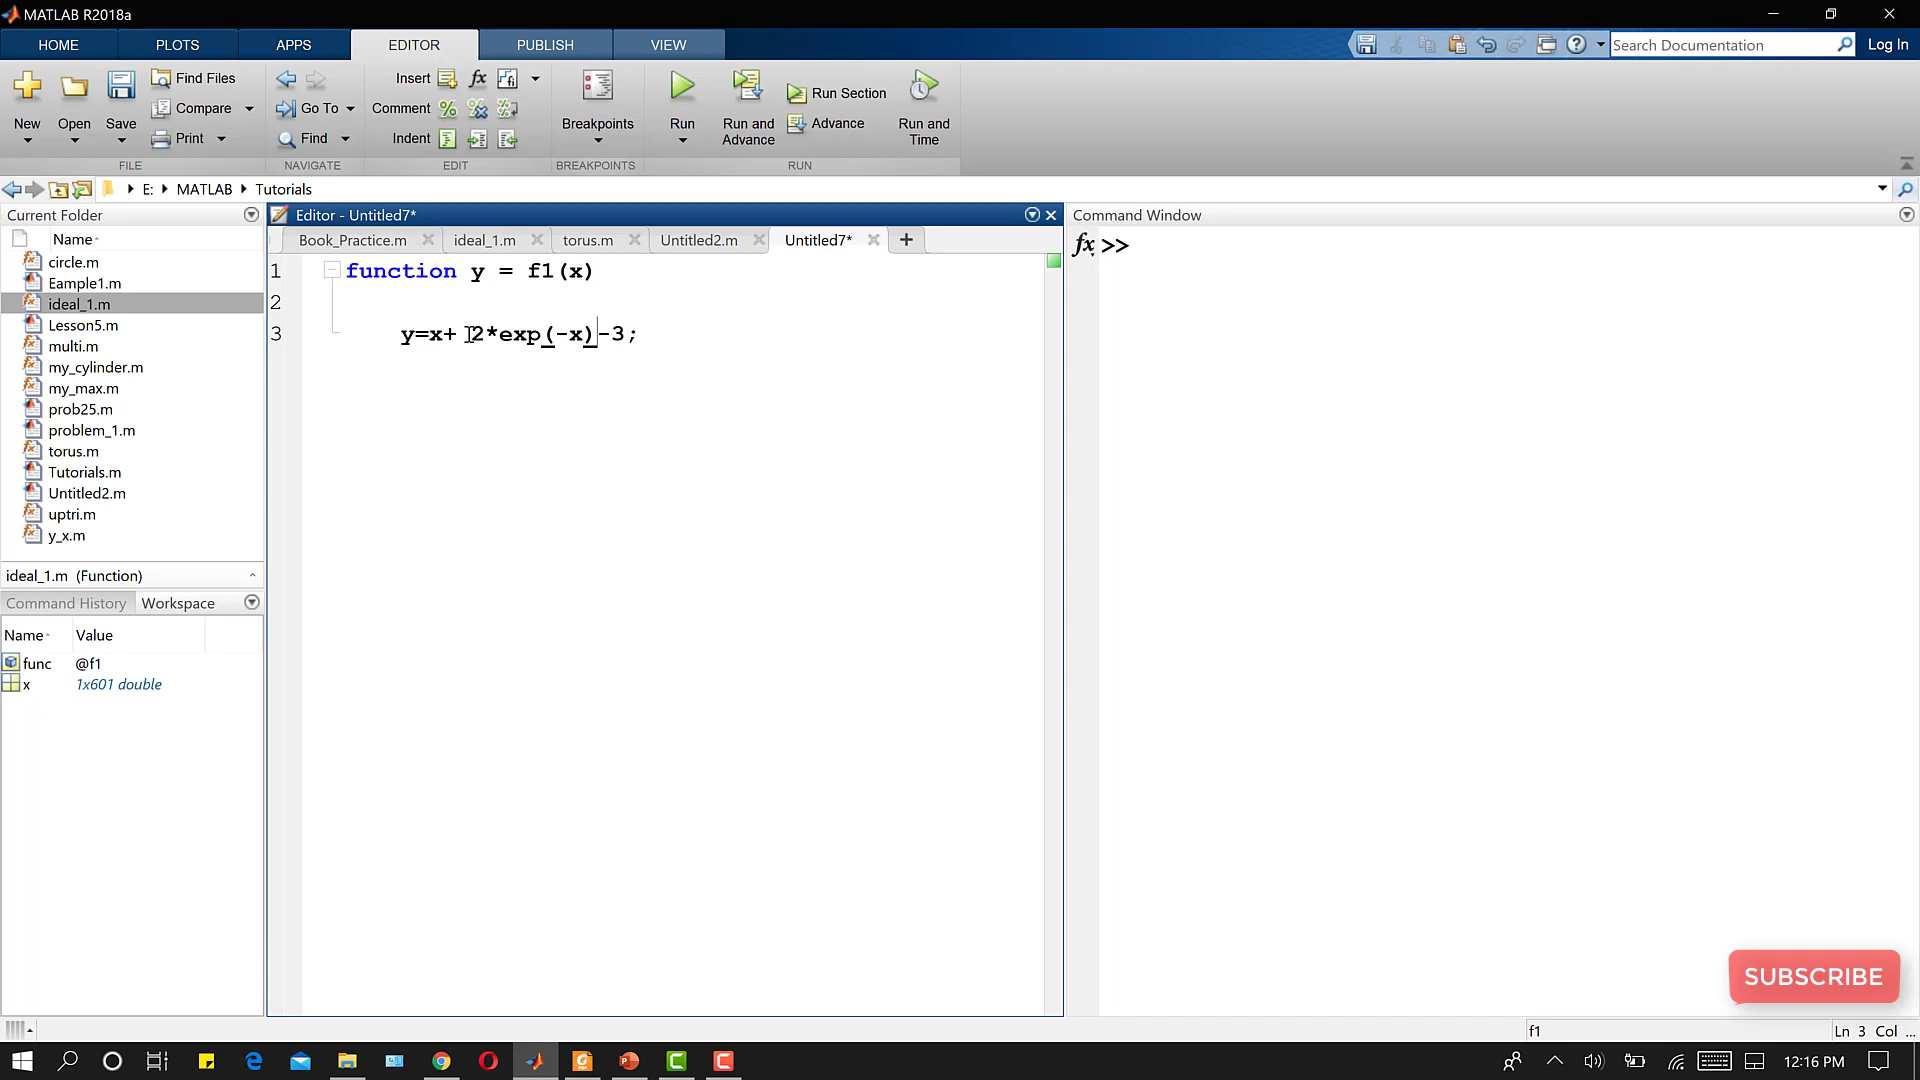 MATLAB R2018a
HOME PLOTS APPS EDITOR PUBLISH VIEW Search Documentation Log In
New Open Save Find Files Compare Print
Go To Find
Insert fx
Comment
Indent
Breakpoints
Run Run and Advance Run Section Advance Run and Time
FILE NAVIGATE EDIT BREAKPOINTS RUN
E: MATLAB Tutorials
Current Folder
Name
circle.m
Eample1.m
ideal_1.m
Lesson5.m
multi.m
my_cylinder.m
my_max.m
prob25.m
problem_1.m
torus.m
Tutorials.m
Untitled2.m
uptri.m
y_x.m
ideal_1.m (Function)
Command History Workspace
Name Value
func @f1
x 1x601 double
Editor - Untitled7*
Book_Practice.m ideal_1.m torus.m Untitled2.m Untitled7*
1 function y = f1(x)
2
3 y=x+ 2*exp(-x)-3;
Command Window
fx >>
SUBSCRIBE
f1 Ln 3 Col ...
12:16 PM